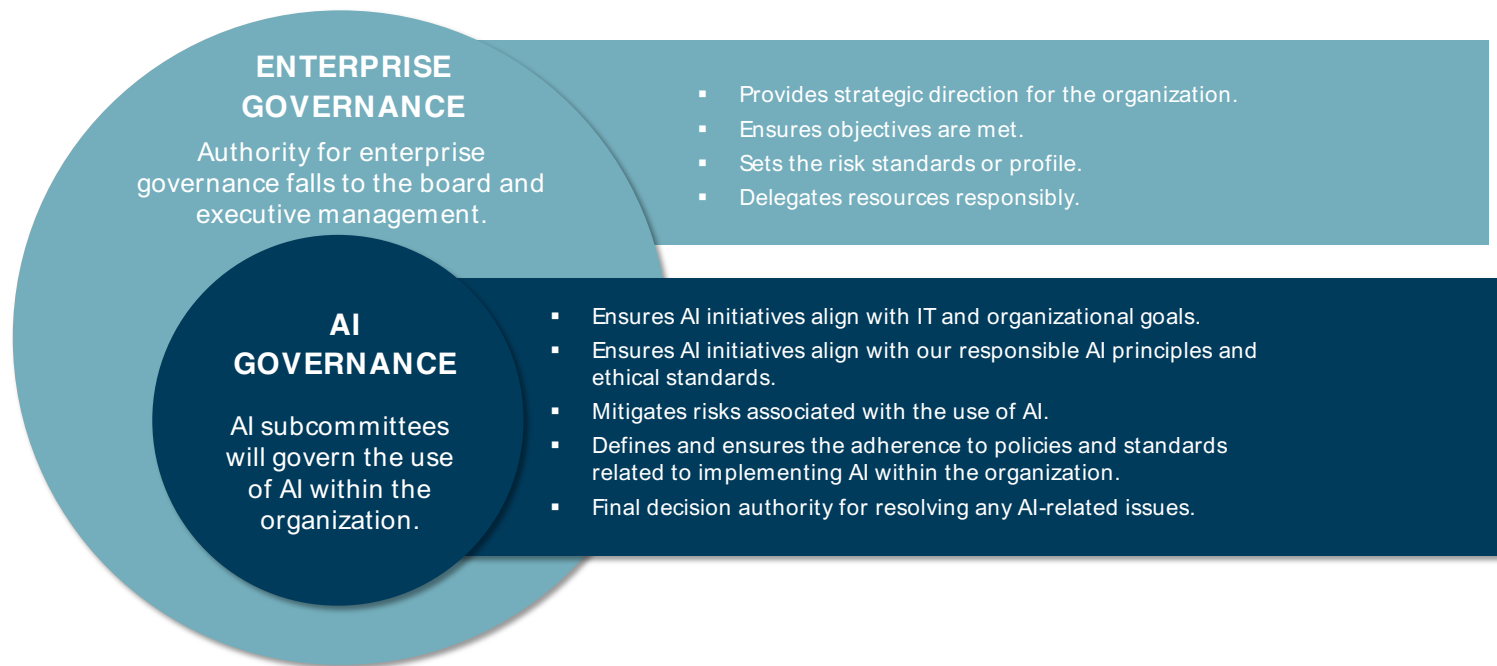 ENTERPRISE
GOVERNANCE
Authority for enterprise
governance falls to the board and
executive management.
▪ Provides strategic direction for the organization.
▪ Ensures objectives are met.
▪ Sets the risk standards or profile.
▪ Delegates resources responsibly.
AI
GOVERNANCE
AI subcommittees
will govern the use
of AI within the
organization.
▪ Ensures AI initiatives align with IT and organizational goals.
▪ Ensures AI initiatives align with our responsible AI principles and
ethical standards.
▪ Mitigates risks associated with the use of AI.
▪ Defines and ensures the adherence to policies and standards
related to implementing AI within the organization.
▪ Final decision authority for resolving any AI-related issues.